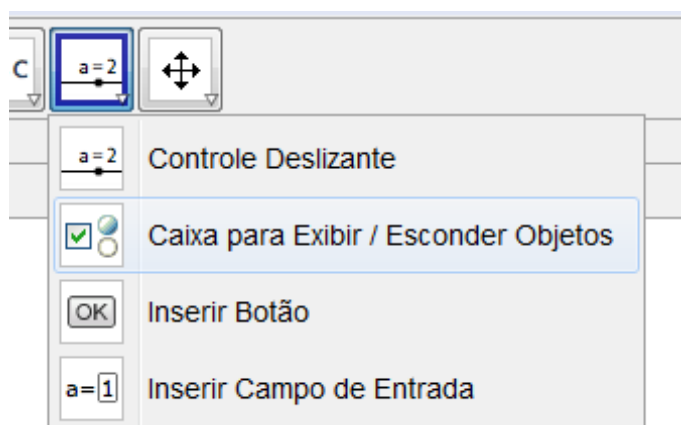 C
a=2
a=2
Controle Deslizante
Caixa para Exibir / Esconder Objetos
OK
Inserir Botão
a=1
Inserir Campo de Entrada